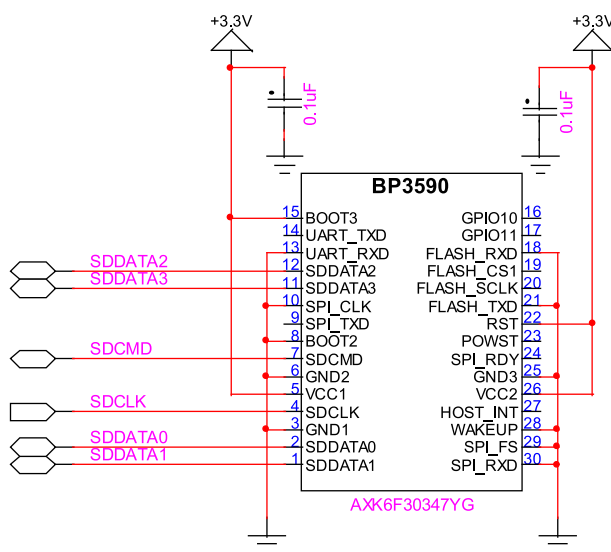 +3.3V
+3.3V
0.1uF
0.1uF
BP3590
15 BOOT3 GPIO10 16
14 UART_TXD GPIO11 17
13 UART_RXD FLASH_RXD 18
SDDATA2 12 SDDATA2 FLASH_CS1 19
SDDATA3 11 SDDATA3 FLASH_SCLK 20
10 SPI_CLK FLASH_TXD 21
9 SPI_TXD RST 22
8 BOOT2 POWST 23
SDCMD 7 SDCMD SPI_RDY 24
6 GND2 GND3 25
5 VCC1 VCC2 26
SDCLK 4 SDCLK HOST_INT 27
3 GND1 WAKEUP 28
SDDATA0 2 SDDATA0 SPI_FS 29
SDDATA1 1 SDDATA1 SPI_RXD 30
AXK6F30347YG